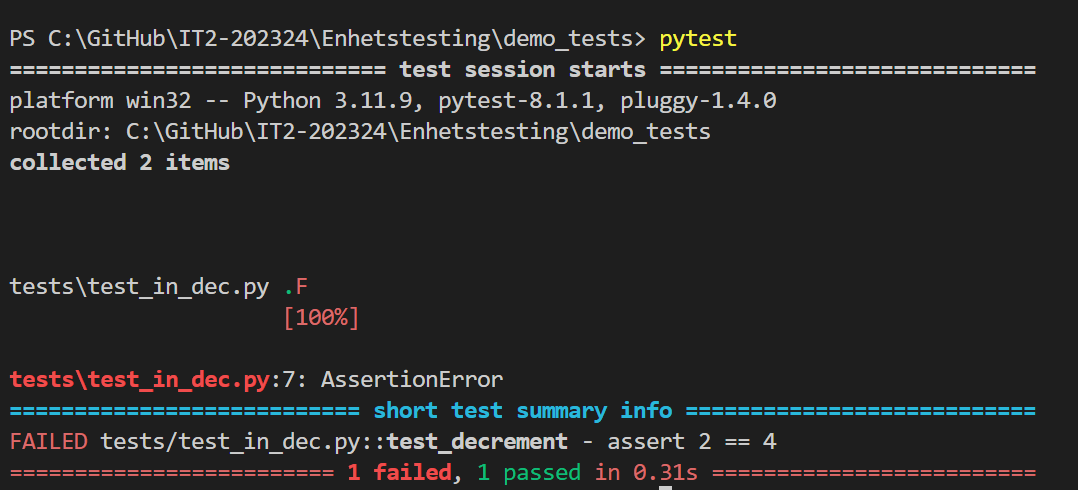 PS C:\GitHub\IT2-202324\Enhetstesting\demo_tests> pytest
============================= test session starts =============================
platform win32 -- Python 3.11.9, pytest-8.1.1, pluggy-1.4.0
rootdir: C:\GitHub\IT2-202324\Enhetstesting\demo_tests
collected 2 items
tests\test_in_dec.py .F
[100%]
tests\test_in_dec.py:7: AssertionError
=========================== short test summary info ===========================
FAILED tests/test_in_dec.py::test_decrement - assert 2 == 4
========================= 1 failed, 1 passed in 0.31s =========================